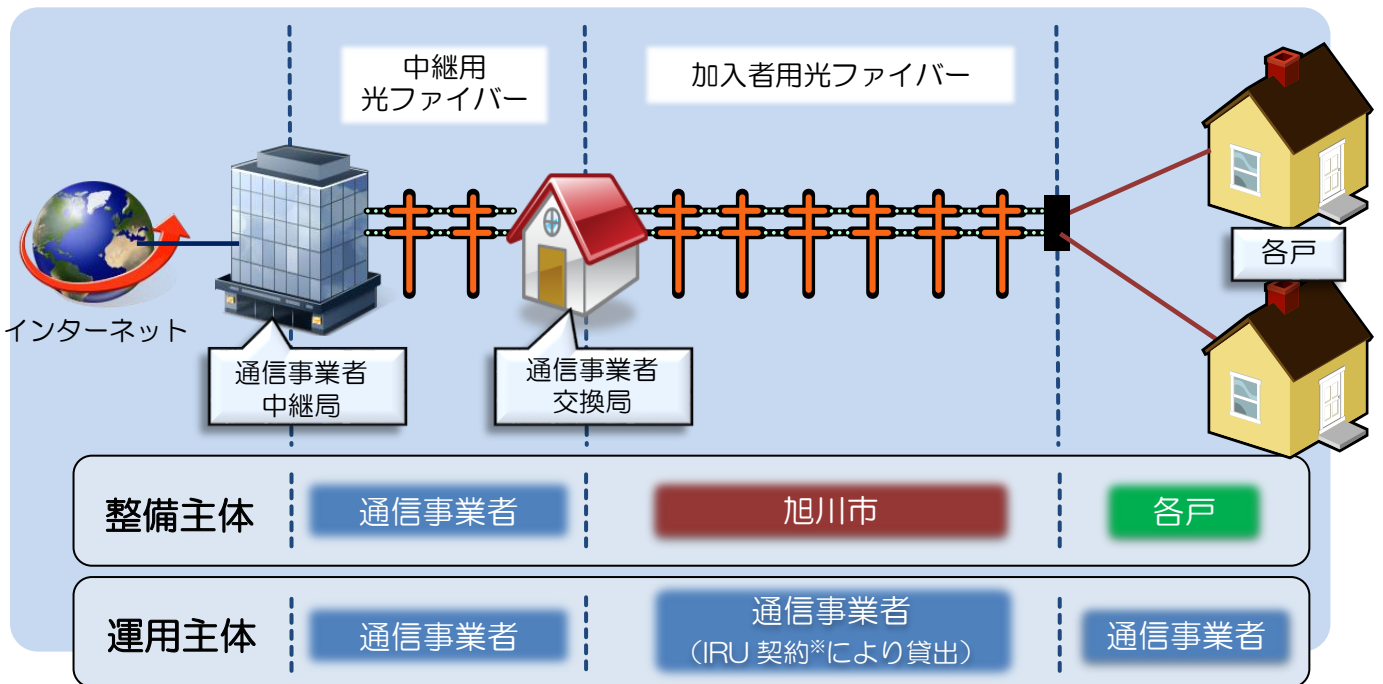 中継用
光ファイバー
加入者用光ファイバー
各戸
インターネット
通信事業者
中継局
通信事業者
交換局
整備主体
通信事業者
旭川市
各戸
運用主体
通信事業者
通信事業者
（IRU 契約※により貸出）
通信事業者